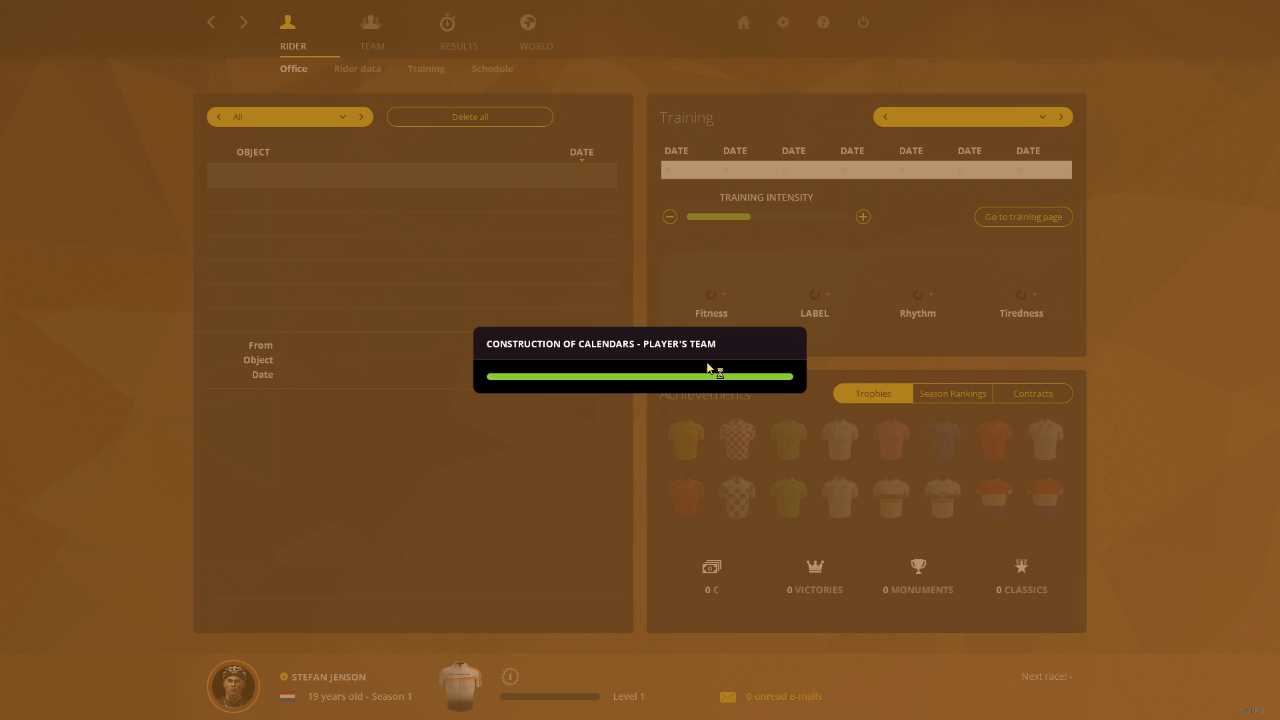 RIDER
TEAM
RESULTS
WORLD
Office
Rider data
Training
Schedule
All
Delete all
OBJECT
DATE
From
Object
Date
Training
DATE DATE DATE DATE DATE DATE DATE
TRAINING INTENSITY
Go to training page
Fitness
LABEL
Rhythm
Tiredness
CONSTRUCTION OF CALENDARS - PLAYER'S TEAM
Achievements
Trophies
Season Rankings
Contracts
0 €
0 VICTORIES
0 MONUMENTS
0 CLASSICS
STEFAN JENSON
19 years old - Season 1
Level 1
0 unread e-mails
Next race: -